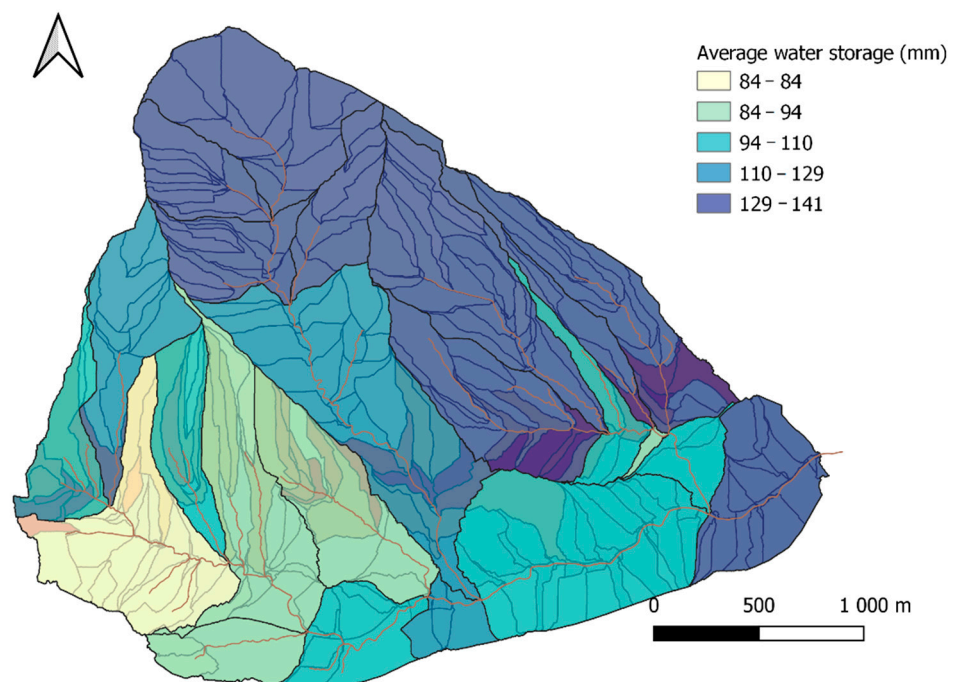 Average water storage (mm)
84 – 84
84 – 94
94 – 110
110 – 129
129 – 141
0 500 1 000 m